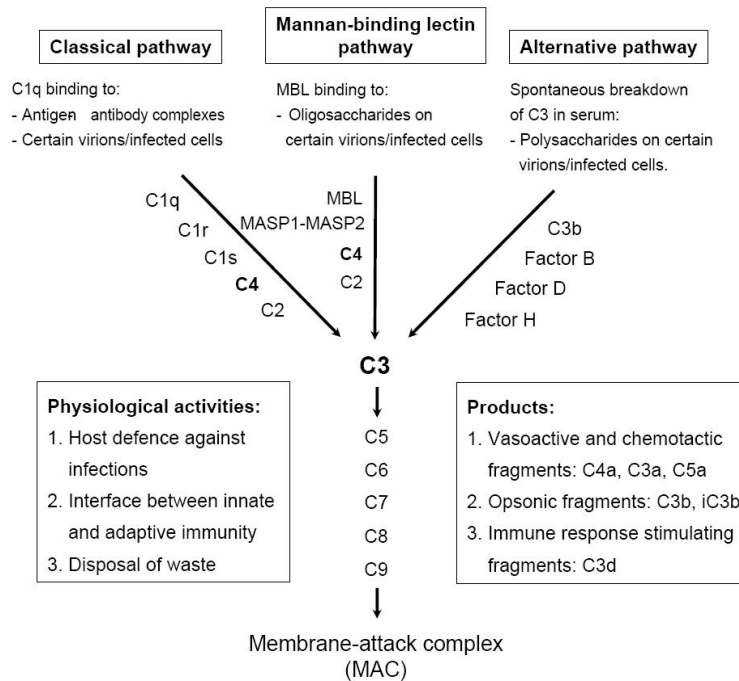 Classical pathway
Mannan-binding lectin
pathway
Alternative pathway
C1q binding to:
- Antigen antibody complexes
- Certain virions/infected cells
MBL binding to:
- Oligosaccharides on
certain virions/infected cells
Spontaneous breakdown
of C3 in serum:
- Polysaccharides on certain
virions/infected cells.
C1q
C1r
C1s
C4
C2
MBL
MASP1-MASP2
C4
C2
C3b
Factor B
Factor D
Factor H
C3
Physiological activities:
1. Host defence against
infections
2. Interface between innate
and adaptive immunity
3. Disposal of waste
C5
C6
C7
C8
C9
Products:
1. Vasoactive and chemotactic
fragments: C4a, C3a, C5a
2. Opsonic fragments: C3b, iC3b
3. Immune response stimulating
fragments: C3d
Membrane-attack complex
(MAC)